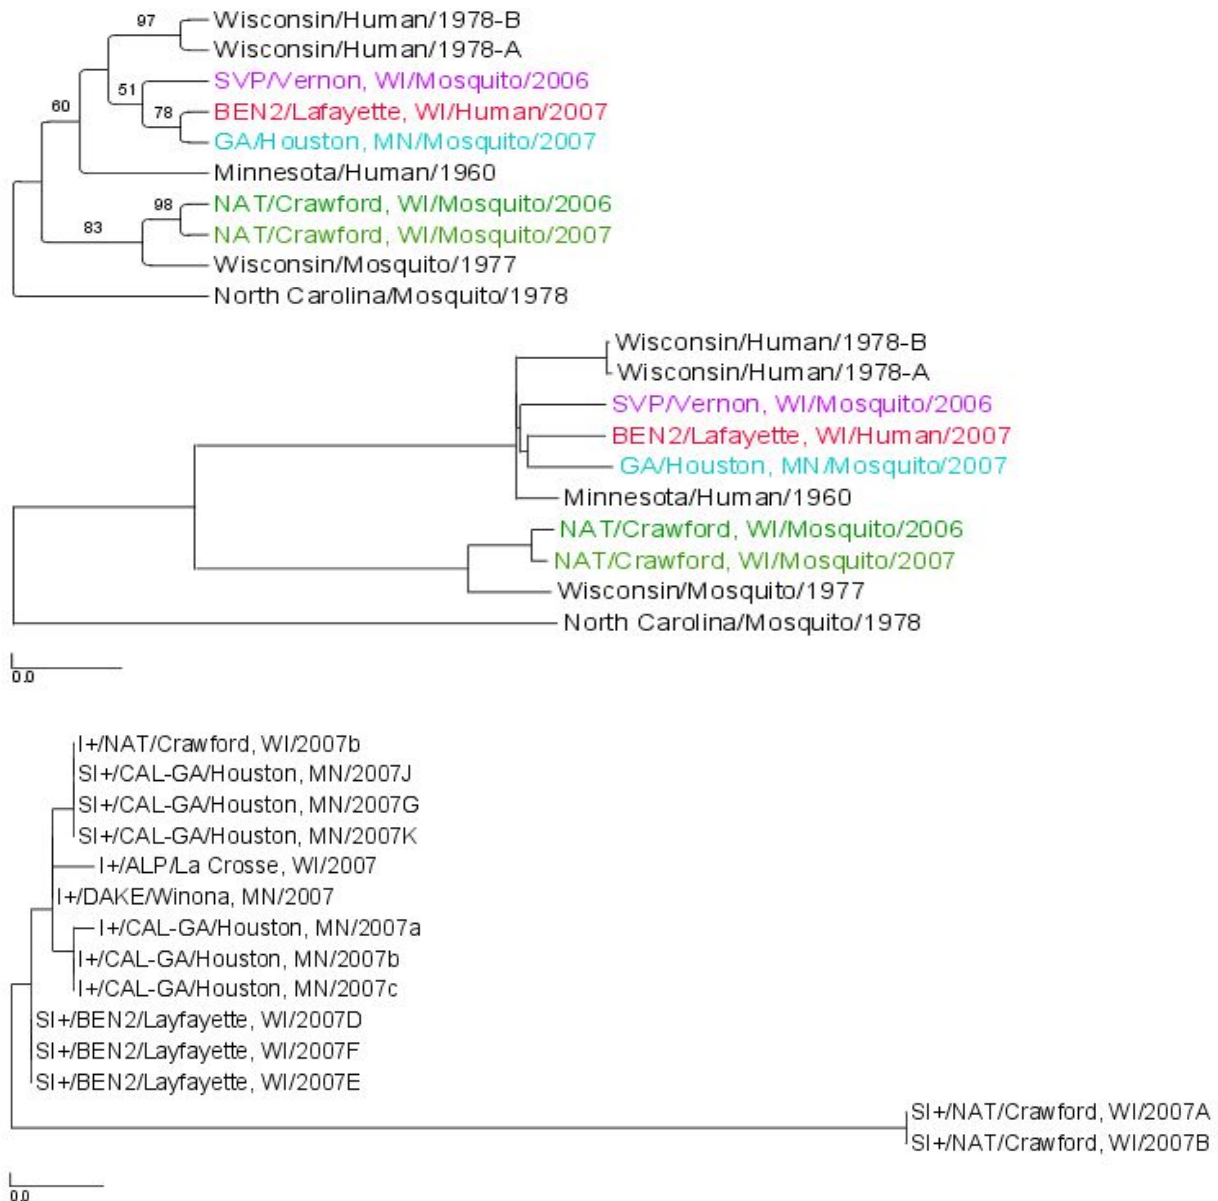 97
Wisconsin/Human/1978-B
Wisconsin/Human/1978-A
SVP/Vernon, WI/Mosquito/2006
51
60
78
BEN2/Lafayette, WI/Human/2007
GA/Houston, MN/Mosquito/2007
Minnesota/Human/1960
98
NAT/Crawford, WI/Mosquito/2006
83
NAT/Crawford, WI/Mosquito/2007
Wisconsin/Mosquito/1977
North Carolina/Mosquito/1978
Wisconsin/Human/1978-B
Wisconsin/Human/1978-A
SVP/Vernon, WI/Mosquito/2006
BEN2/Lafayette, WI/Human/2007
GA/Houston, MN/Mosquito/2007
Minnesota/Human/1960
NAT/Crawford, WI/Mosquito/2006
NAT/Crawford, WI/Mosquito/2007
Wisconsin/Mosquito/1977
North Carolina/Mosquito/1978
0.0
I+/NAT/Crawford, WI/2007b
SI+/CAL-GA/Houston, MN/2007J
SI+/CAL-GA/Houston, MN/2007G
SI+/CAL-GA/Houston, MN/2007K
I+/ALP/La Crosse, WI/2007
I+/DAKE/Winona, MN/2007
I+/CAL-GA/Houston, MN/2007a
I+/CAL-GA/Houston, MN/2007b
I+/CAL-GA/Houston, MN/2007c
SI+/BEN2/Layfayette, WI/2007D
SI+/BEN2/Layfayette, WI/2007F
SI+/BEN2/Layfayette, WI/2007E
SI+/NAT/Crawford, WI/2007A
SI+/NAT/Crawford, WI/2007B
0.0